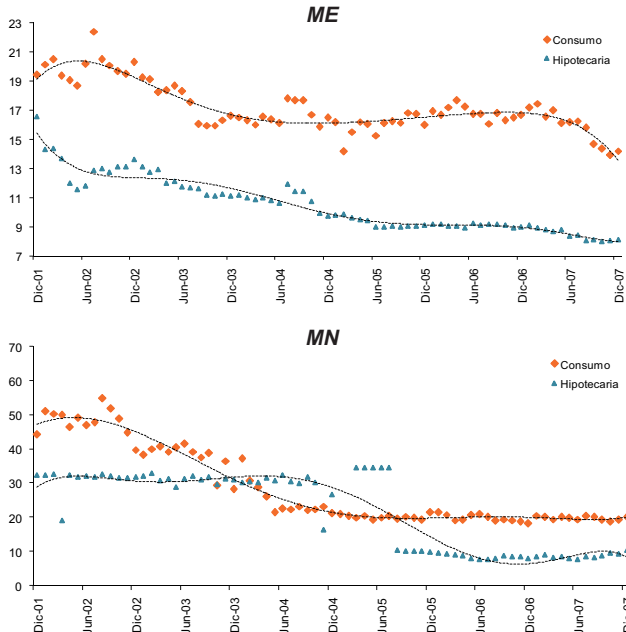 ME
23
21
19
17
15
13
11
9
7
Consumo
Hipotecaria
Dic-01
Jun-02
Dic-02
Jun-03
Dic-03
Jun-04
Dic-04
Jun-05
Dic-05
Jun-06
Dic-06
Jun-07
Dic-07
MN
70
60
50
40
30
20
10
0
Consumo
Hipotecaria
Dic-01
Jun-02
Dic-02
Jun-03
Dic-03
Jun-04
Dic-04
Jun-05
Dic-05
Jun-06
Dic-06
Jun-07
Dic-07